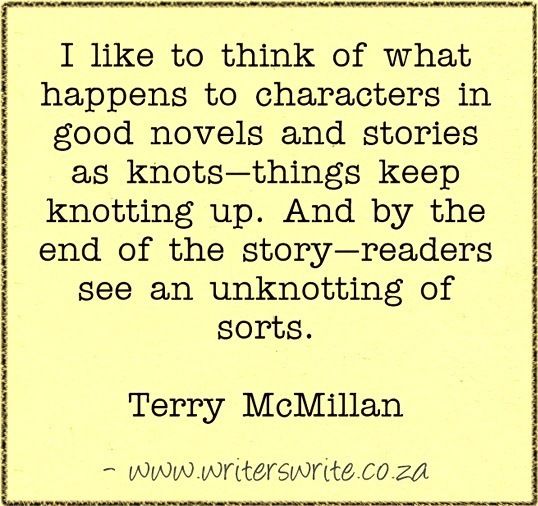 I like to think of what
happens to characters in
good novels and stories
as knots—things keep
knotting up. And by the
end of the story—readers
see an unknotting of
sorts.
Terry McMillan
- www.writerswrite.co.za